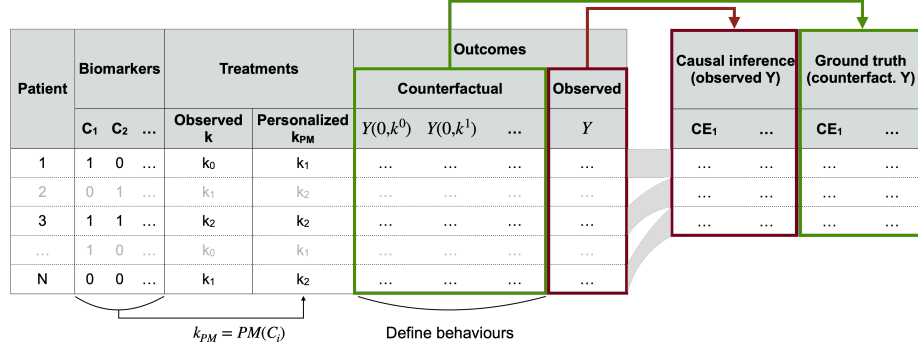 Outcomes
Patient Biomarkers Treatments Counterfactual Observed Causal inference (observed Y) Ground truth (counterfact. Y)
C₁ C₂ … Observed k Personalized k_PM Y(0,k⁰) Y(0,k¹) … Y CE₁ … CE₁ …
1 1 0 … k₀ k₁ … … … … … … … …
2 0 1 … k₁ k₂ … … … … … … … …
3 1 1 … k₂ k₂ … … … … … … … …
… 1 0 … k₀ k₁ … … … …
N 0 0 … k₁ k₂ … … … …
k_PM = PM(C_i) Define behaviours